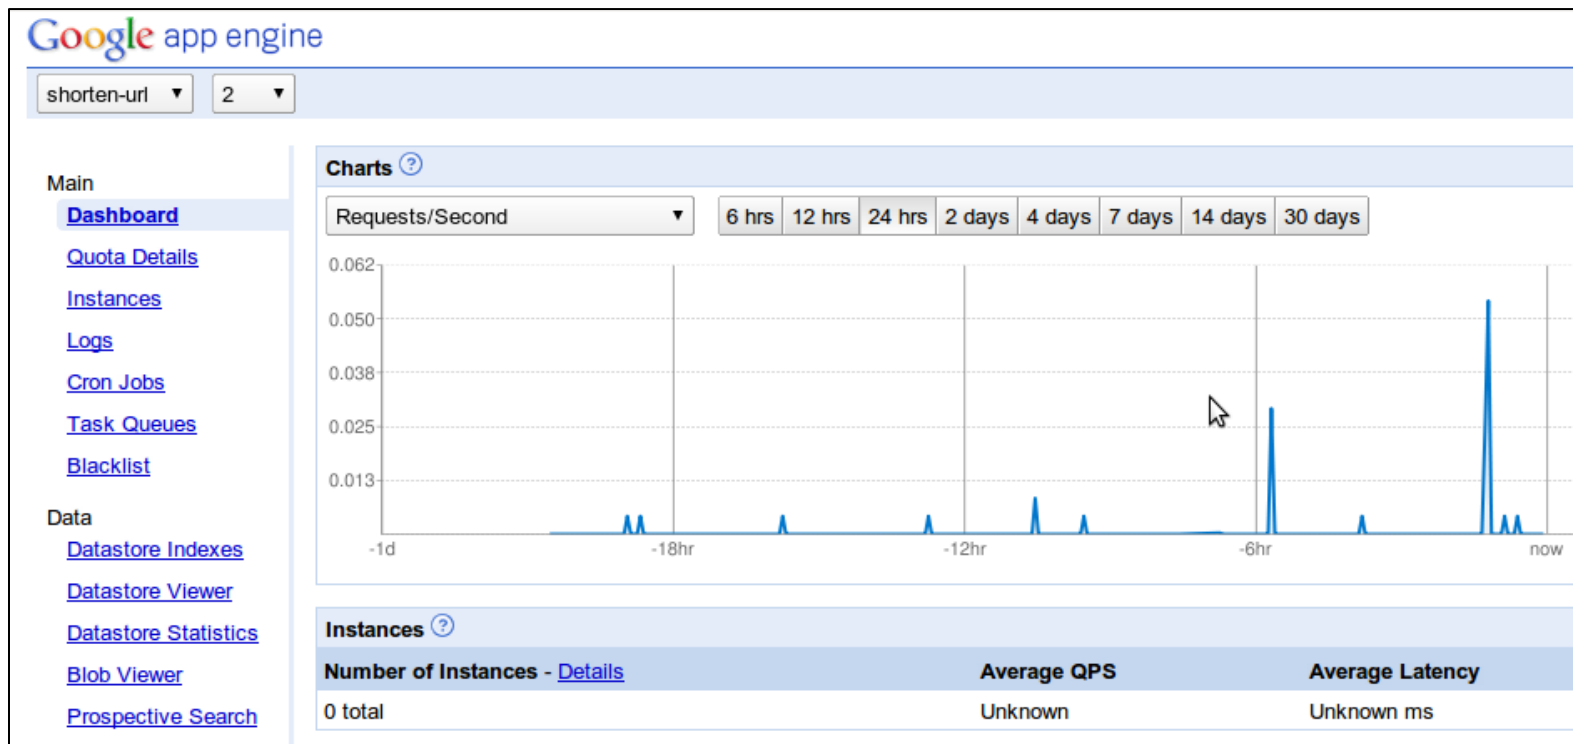 Google app engine
shorten-url 2
Main
Dashboard
Quota Details
Instances
Logs
Cron Jobs
Task Queues
Blacklist
Data
Datastore Indexes
Datastore Viewer
Datastore Statistics
Blob Viewer
Prospective Search
Charts ?
Requests/Second 6 hrs 12 hrs 24 hrs 2 days 4 days 7 days 14 days 30 days
0.062
0.050
0.038
0.025
0.013
-1d -18hr -12hr -6hr now
Instances ?
Number of Instances - Details Average QPS Average Latency
0 total Unknown Unknown ms